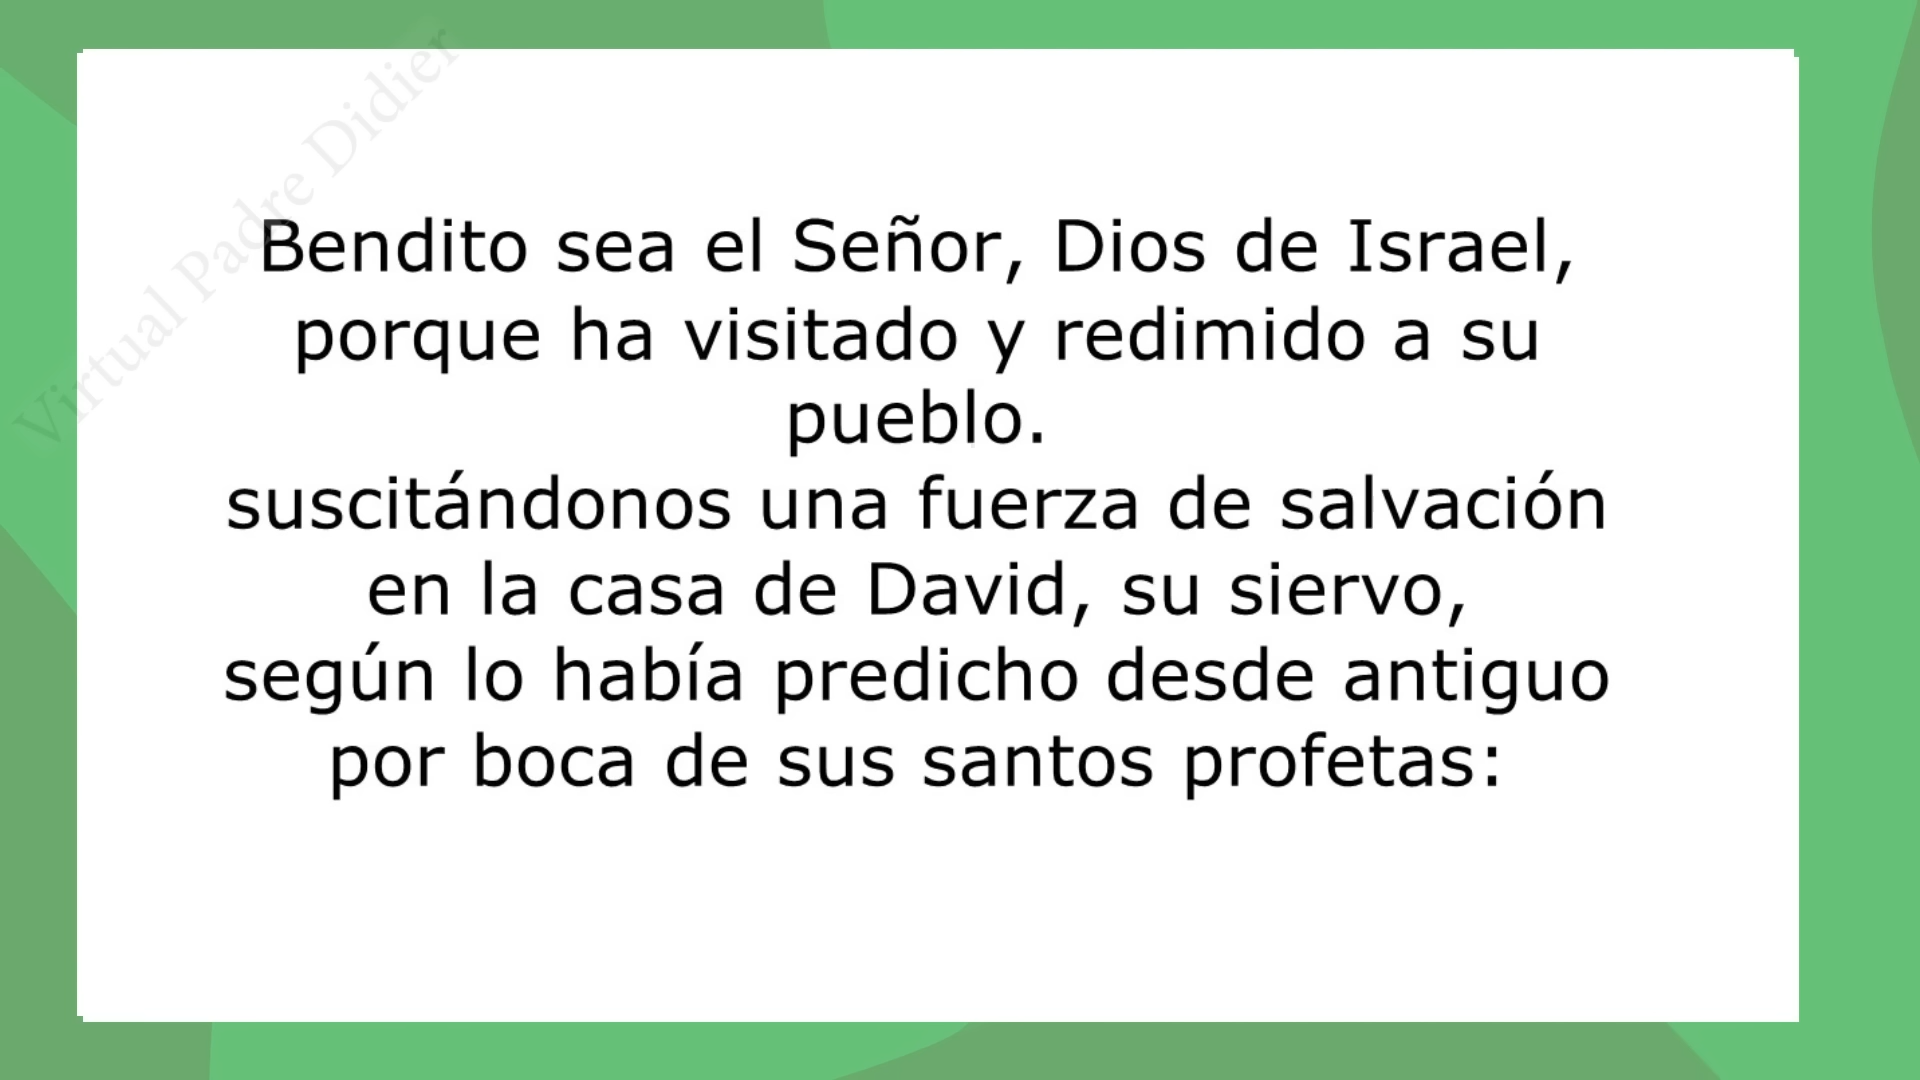 Virtual Padre Didier
Bendito sea el Señor, Dios de Israel,
porque ha visitado y redimido a su
pueblo.
suscitándonos una fuerza de salvación
en la casa de David, su siervo,
según lo había predicho desde antiguo
por boca de sus santos profetas: